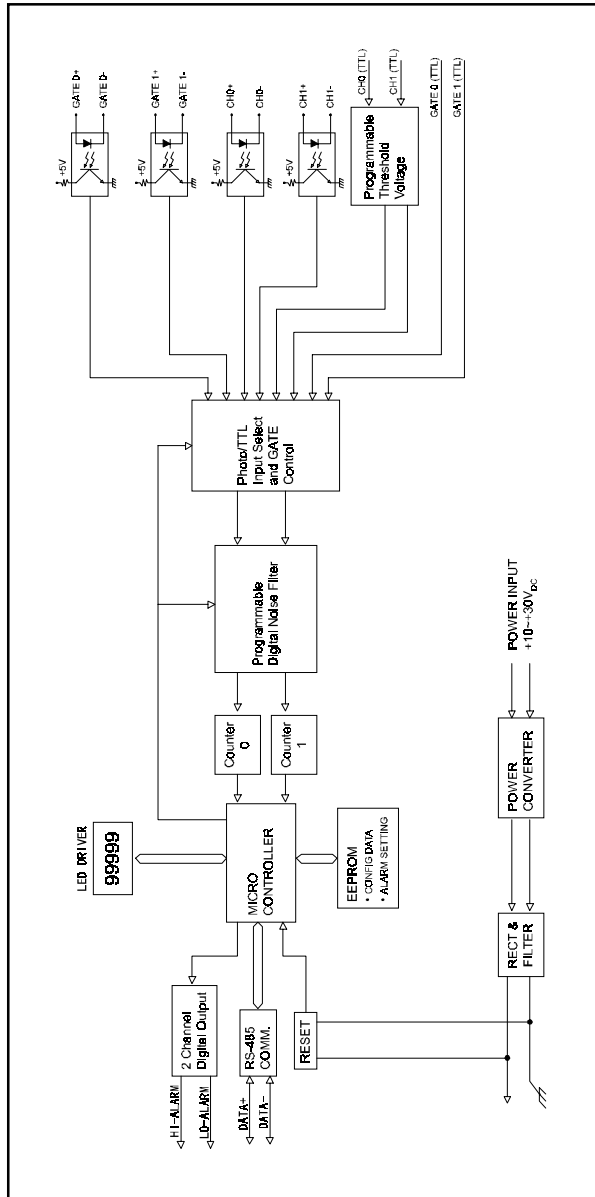 GATE 0+
GATE 0-
+5V
GATE 1+
GATE 1-
+5V
CH0+
CH0-
+5V
CH1+
CH1-
+5V
CH0 (TTL)
CH1 (TTL)
Programmable
Threshold
Voltage
GATE 0 (TTL)
GATE 1 (TTL)
Photo/TTL
Input Select
and GATE
Control
Programmable
Digital Noise Filter
Counter
0
Counter
1
LED DRIVER
99999
MICRO
CONTROLLER
EEPROM
• CONFIG DATA
• ALARM SETTING
2 Channel
Digital Output
HI-ALARM
LO-ALARM
RS-485
COMM.
DATA+
DATA-
RESET
POWER INPUT
+10~+30VDC
POWER
CONVERTER
RECT &
FILTER